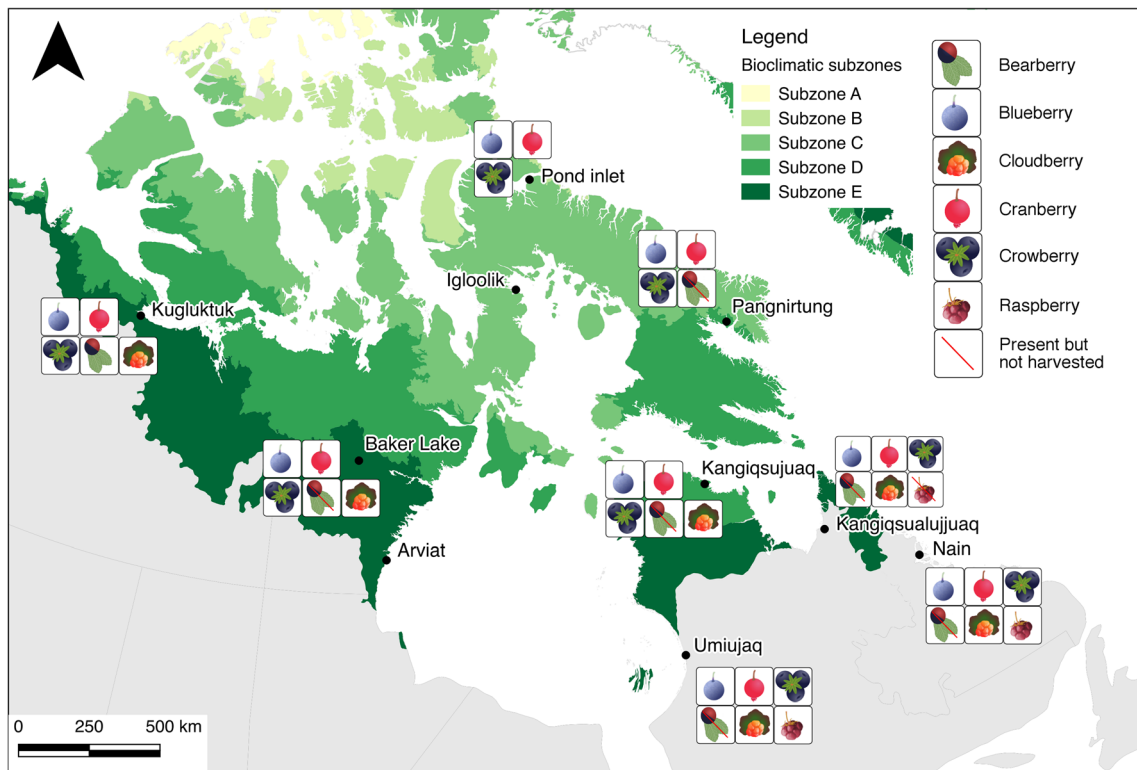 Legend
Bioclimatic subzones
Subzone A
Subzone B
Subzone C
Subzone D
Subzone E
Bearberry
Blueberry
Cloudberry
Cranberry
Crowberry
Raspberry
Present but
not harvested
Pond inlet
Igloolik
Pangnirtung
Kugluktuk
Baker Lake
Kangiqsujuaq
Kangiqsualujjuaq
Arviat
Nain
Umiujaq
0 250 500 km